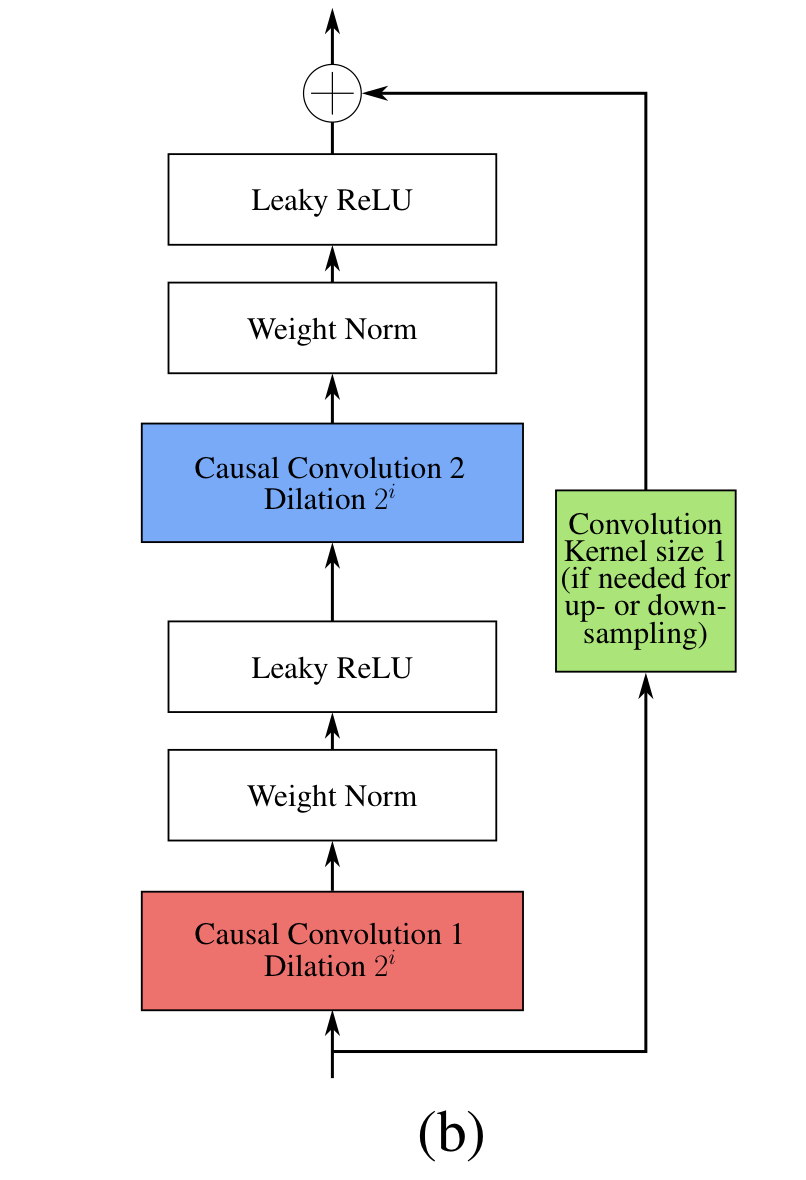 Leaky ReLU
Weight Norm
Causal Convolution 2
Dilation 2^i
Convolution
Kernel size 1
(if needed for
up- or down-
sampling)
Leaky ReLU
Weight Norm
Causal Convolution 1
Dilation 2^i
(b)